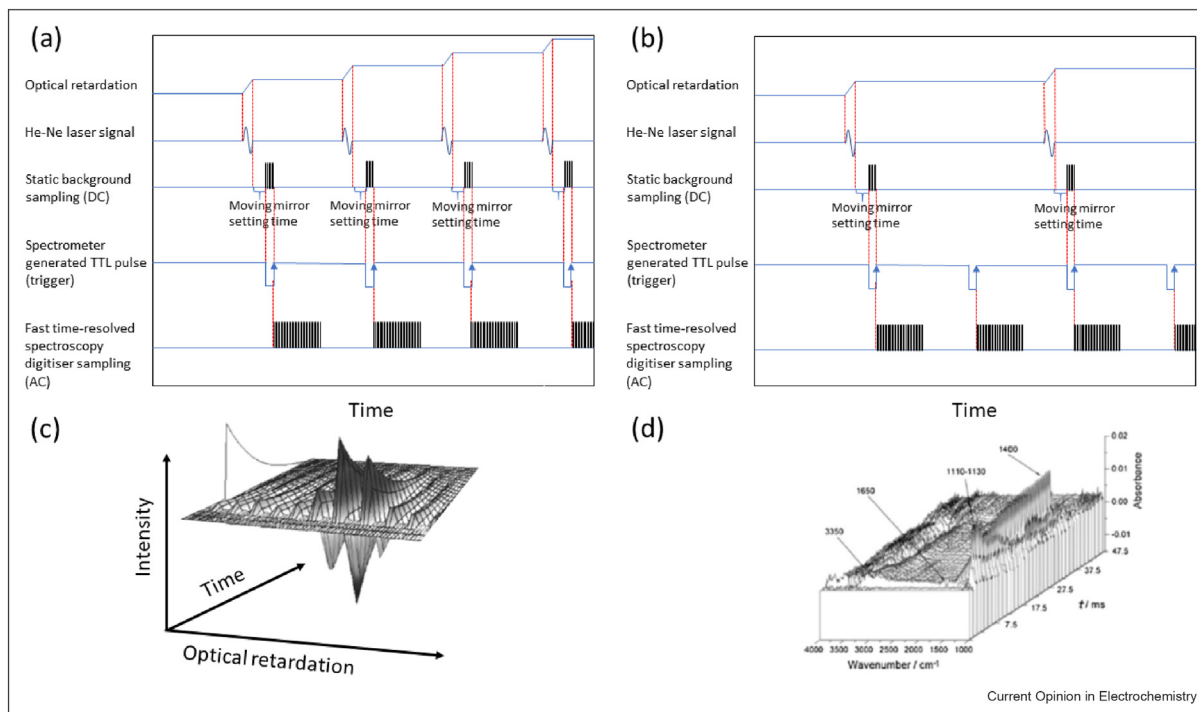 (a)
Optical retardation
He-Ne laser signal
Static background
sampling (DC)
Moving mirror
setting time
Moving mirror
setting time
Moving mirror
setting time
Spectrometer
generated TTL pulse
(trigger)
Fast time-resolved
spectroscopy
digitiser sampling
(AC)
Time
(b)
Optical retardation
He-Ne laser signal
Static background
sampling (DC)
Moving mirror
setting time
Moving mirror
setting time
Spectrometer
generated TTL pulse
(trigger)
Fast time-resolved
spectroscopy
digitiser sampling
(AC)
Time
(c)
Intensity
Time
Optical retardation
(d)
1400
1110-1130
1650
3350
0.02
0.01
0.00
-0.01
Absorbance
47.5
37.5
27.5
17.5
7.5
t / ms
4000 3500 3000 2500 2000 1500 1000
Wavenumber / cm-1
Current Opinion in Electrochemistry